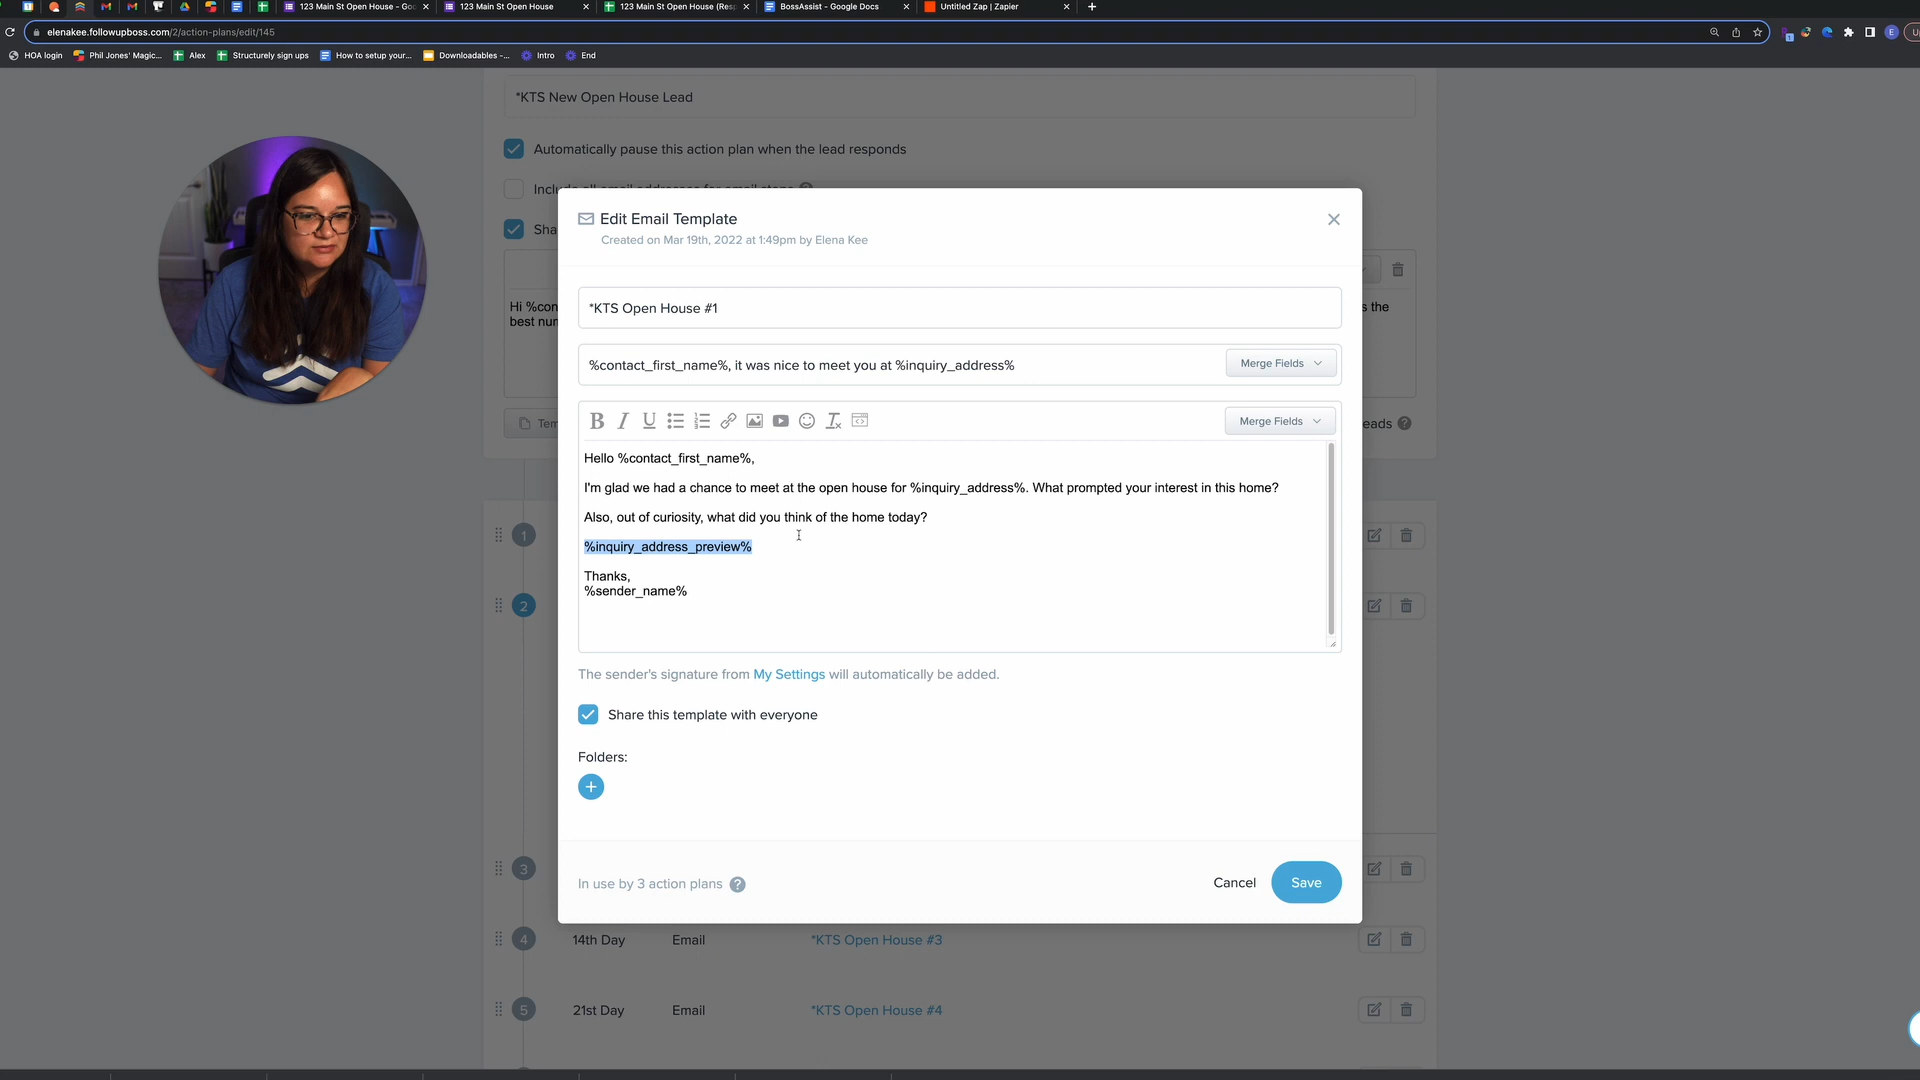 123 Main St Open House - Goo
123 Main St Open House
123 Main St Open House (Resp
BossAssist - Google Docs
Untitled Zap | Zapier
elenakee.followupboss.com/2/action-plans/edit/145
HOA login
Phil Jones' Magic...
Alex
Structurely sign ups
How to setup your...
Downloadables -...
Intro
End
*KTS New Open House Lead
Automatically pause this action plan when the lead responds
Edit Email Template
Created on Mar 19th, 2022 at 1:49pm by Elena Kee
*KTS Open House #1
%contact_first_name%, it was nice to meet you at %inquiry_address%
Merge Fields
Merge Fields
Hello %contact_first_name%,
I'm glad we had a chance to meet at the open house for %inquiry_address%. What prompted your interest in this home?
Also, out of curiosity, what did you think of the home today?
%inquiry_address_preview%
Thanks,
%sender_name%
The sender's signature from My Settings will automatically be added.
Share this template with everyone
Folders:
In use by 3 action plans ?
Cancel
Save
1
2
3
4 14th Day Email *KTS Open House #3
5 21st Day Email *KTS Open House #4